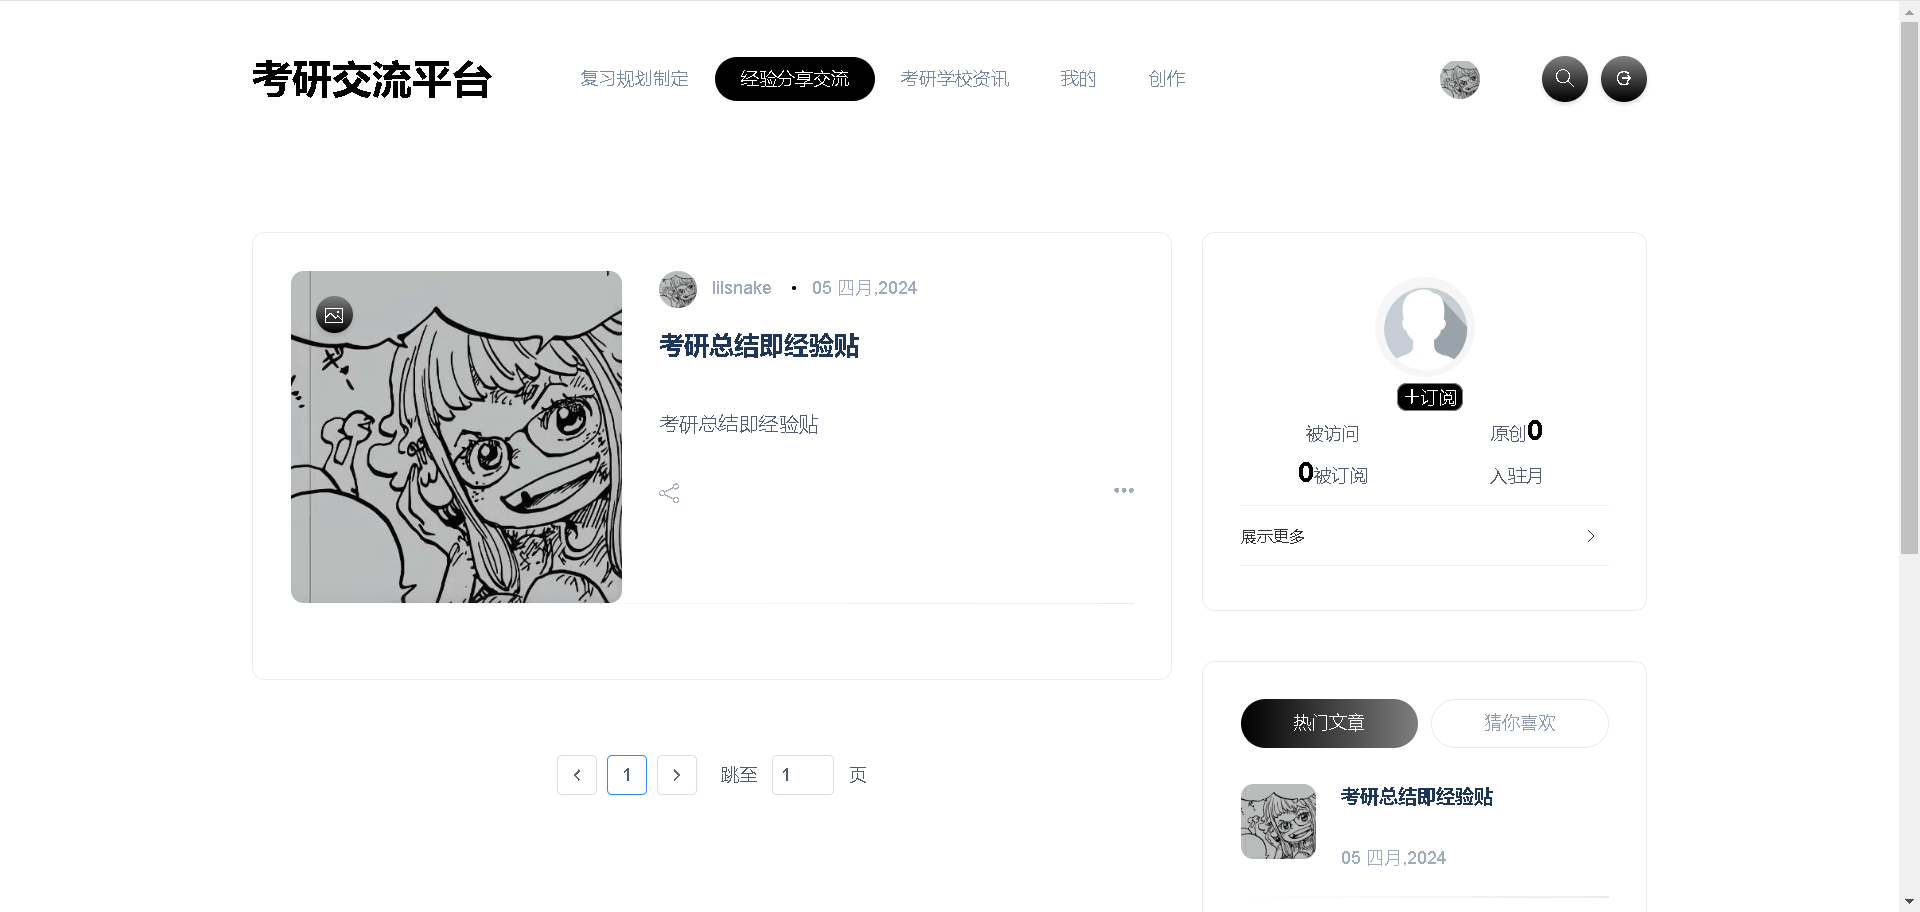 考研交流平台
复习规划制定 经验分享交流 考研学校资讯 我的 创作
lilsnake • 05 四月,2024
考研总结即经验贴
考研总结即经验贴
1 跳至 1 页
+订阅
被访问 原创0
0被订阅 入驻月
展示更多
热门文章 猜你喜欢
考研总结即经验贴
05 四月,2024